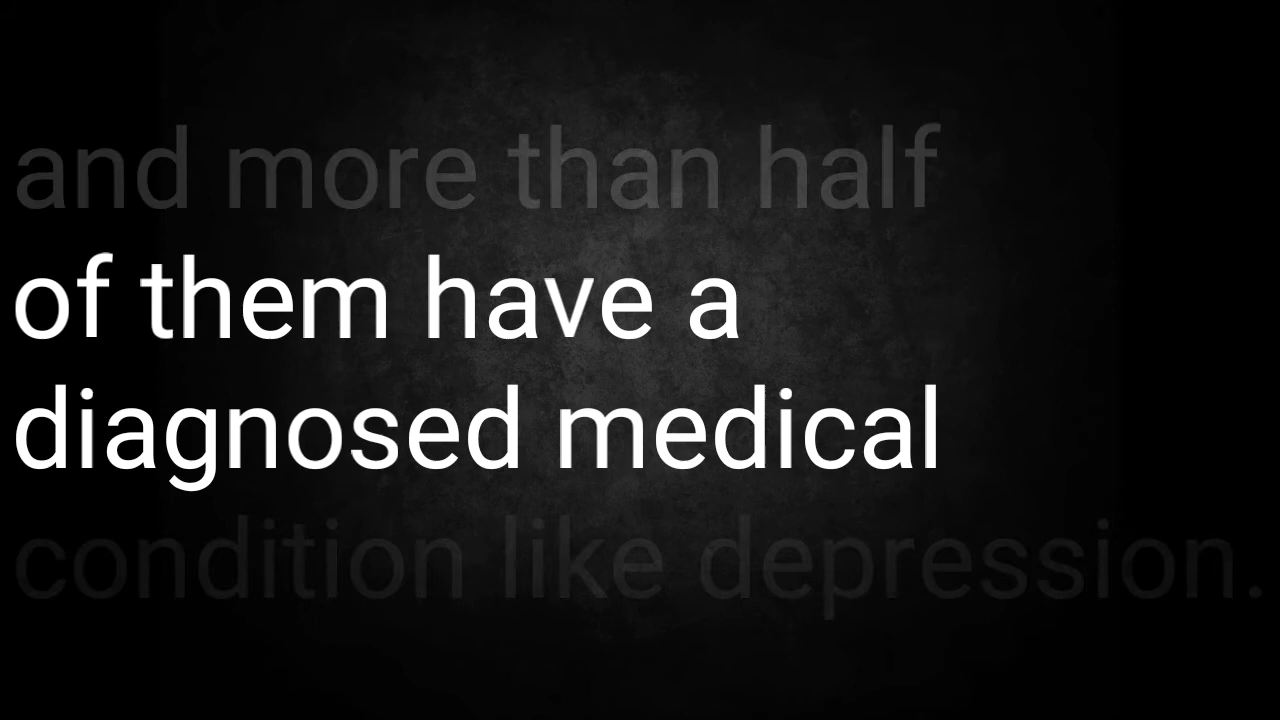 and more than half
of them have a
diagnosed medical
condition like depression.